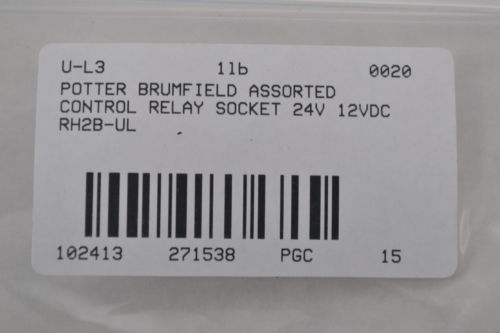 U-L3 1lb 0020
POTTER BRUMFIELD ASSORTED
CONTROL RELAY SOCKET 24V 12VDC
RH2B-UL
102413 271538 PGC 15